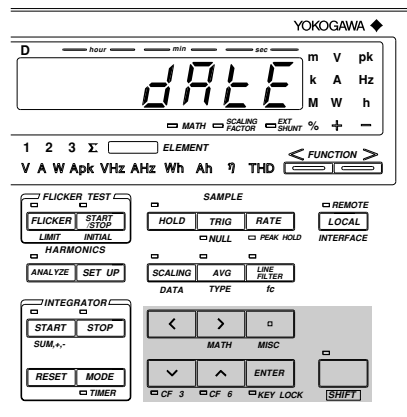 YOKOGAWA
D hour min sec m V pk
dAtE k A Hz
M W h
MATH SCALING FACTOR EXT SHUNT % + −
1 2 3 Σ ELEMENT < FUNCTION >
V A W Apk VHz AHz Wh Ah η THD
FLICKER TEST SAMPLE
REMOTE
FLICKER START /STOP HOLD TRIG RATE LOCAL
LIMIT INITIAL NULL PEAK HOLD INTERFACE
HARMONICS
ANALYZE SET UP SCALING AVG LINE FILTER
DATA TYPE fc
INTEGRATOR
START STOP < >
SUM,+,- MATH MISC
RESET MODE ENTER
TIMER CF 3 CF 6 KEY LOCK SHIFT